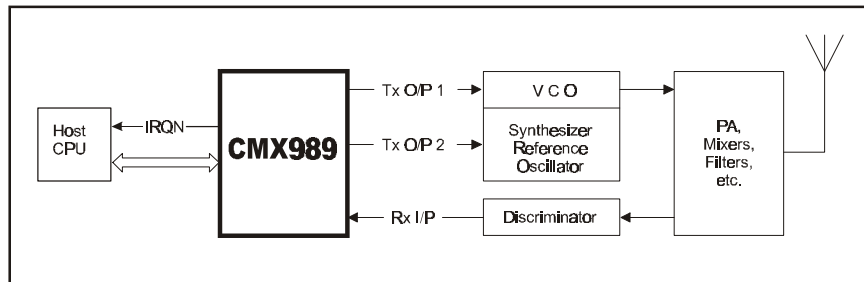 Host
CPU
IRQN
CMX989
Tx O/P 1
Tx O/P 2
Rx I/P
V C O
Synthesizer
Reference
Oscillator
Discriminator
PA,
Mixers,
Filters,
etc.